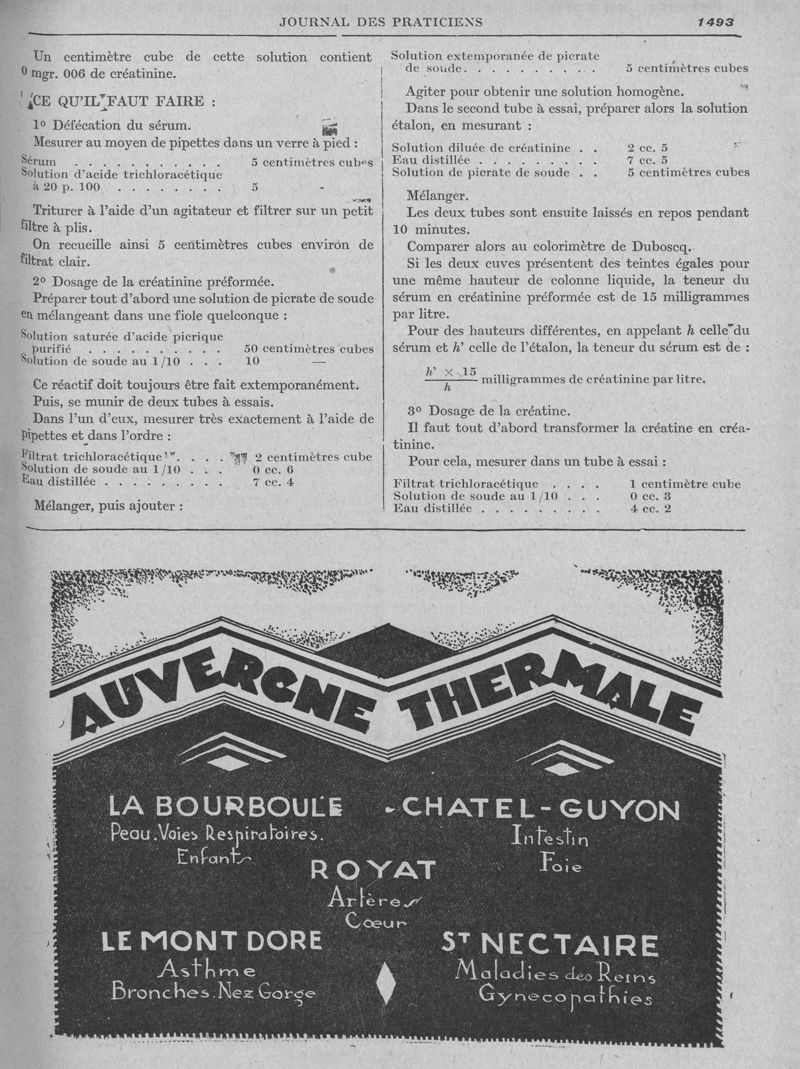 JOURNAL DES PRATICIENS
1493
Un centimètre cube de cette solution contient
0 mgr. 006 de créatinine.
CE QU'IL FAUT FAIRE :
1º Défécation du sérum.
Mesurer au moyen de pipettes dans un verre à pied :
Sérum . . . . . . . . . . . 5 centimètres cubes
Solution d'acide trichloracétique
à 20 p. 100 . . . . . . . . 5 -
Triturer à l'aide d'un agitateur et filtrer sur un petit
filtre à plis.
On recueille ainsi 5 centimètres cubes environ de
filtrat clair.
2º Dosage de la créatinine préformée.
Préparer tout d'abord une solution de picrate de soude
en mélangeant dans une fiole quelconque :
Solution saturée d'acide picrique
purifié . . . . . . . . . . 50 centimètres cubes
Solution de soude au 1/10 . . . 10 —
Ce réactif doit toujours être fait extemporanément.
Puis, se munir de deux tubes à essais.
Dans l'un d'eux, mesurer très exactement à l'aide de
pipettes et dans l'ordre :
Filtrat trichloracétique . . . . 2 centimètres cube
Solution de soude au 1/10 . . . 0 cc. 6
Eau distillée . . . . . . . . . 7 cc. 4
Mélanger, puis ajouter :
Solution extemporanée de picrate
de soude. . . . . . . . . . 5 centimètres cubes
Agiter pour obtenir une solution homogène.
Dans le second tube à essai, préparer alors la solution
étalon, en mesurant :
Solution diluée de créatinine . . 2 cc. 5
Eau distillée . . . . . . . . . 7 cc. 5
Solution de picrate de soude . . 5 centimètres cubes
Mélanger.
Les deux tubes sont ensuite laissés en repos pendant
10 minutes.
Comparer alors au colorimètre de Duboscq.
Si les deux cuves présentent des teintes égales pour
une même hauteur de colonne liquide, la teneur du
sérum en créatinine préformée est de 15 milligrammes
par litre.
Pour des hauteurs différentes, en appelant h celle du
sérum et h' celle de l'étalon, la teneur du sérum est de :
h' × 15
h
milligrammes de créatinine par litre.
3º Dosage de la créatine.
Il faut tout d'abord transformer la créatine en créa-
tinine.
Pour cela, mesurer dans un tube à essai :
Filtrat trichloracétique . . . . 1 centimètre cube
Solution de soude au 1/10 . . . 0 cc. 3
Eau distillée . . . . . . . . . 4 cc. 2
AUVERGNE THERMALE
LA BOURBOULE
Peau. Voies Respiratoires.
Enfants
CHATEL-GUYON
Intestin
Foie
ROYAT
Artères
Cœur
LE MONT DORE
Asthme
Bronches. Nez Gorge
ST NECTAIRE
Maladies des Reins
Gynecopathies